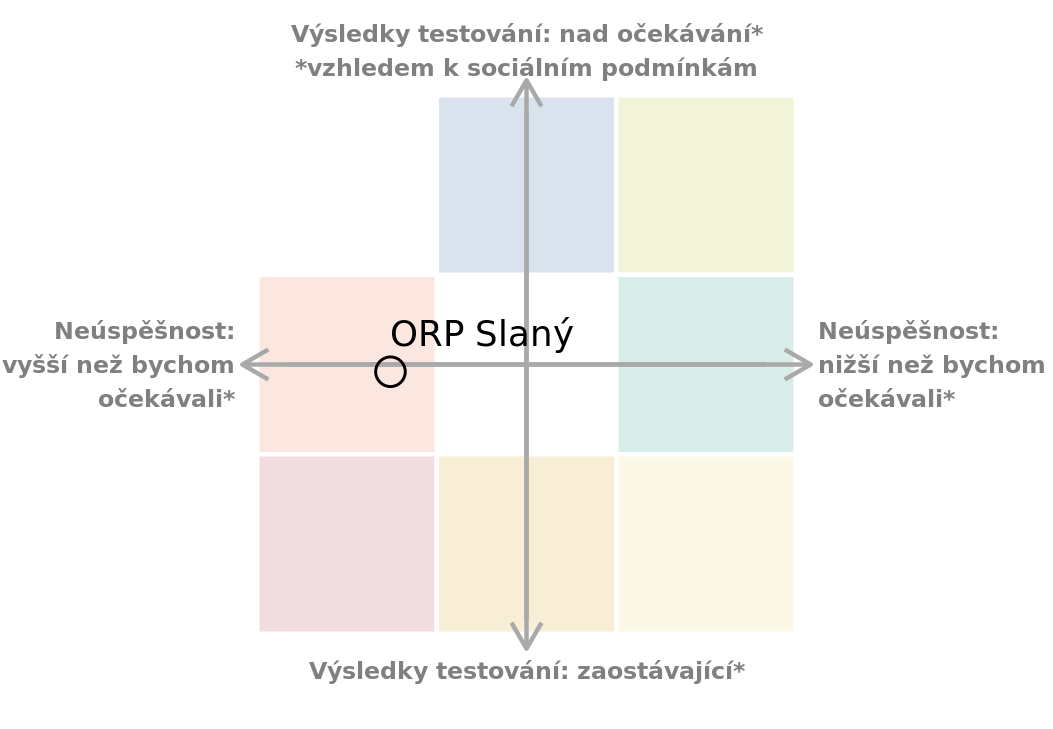 Výsledky testování: nad očekávání*
*vzhledem k sociálním podmínkám
ORP Slaný
Neúspěšnost:
vyšší než bychom
očekávali*
Neúspěšnost:
nižší než bychom
očekávali*
Výsledky testování: zaostávající*